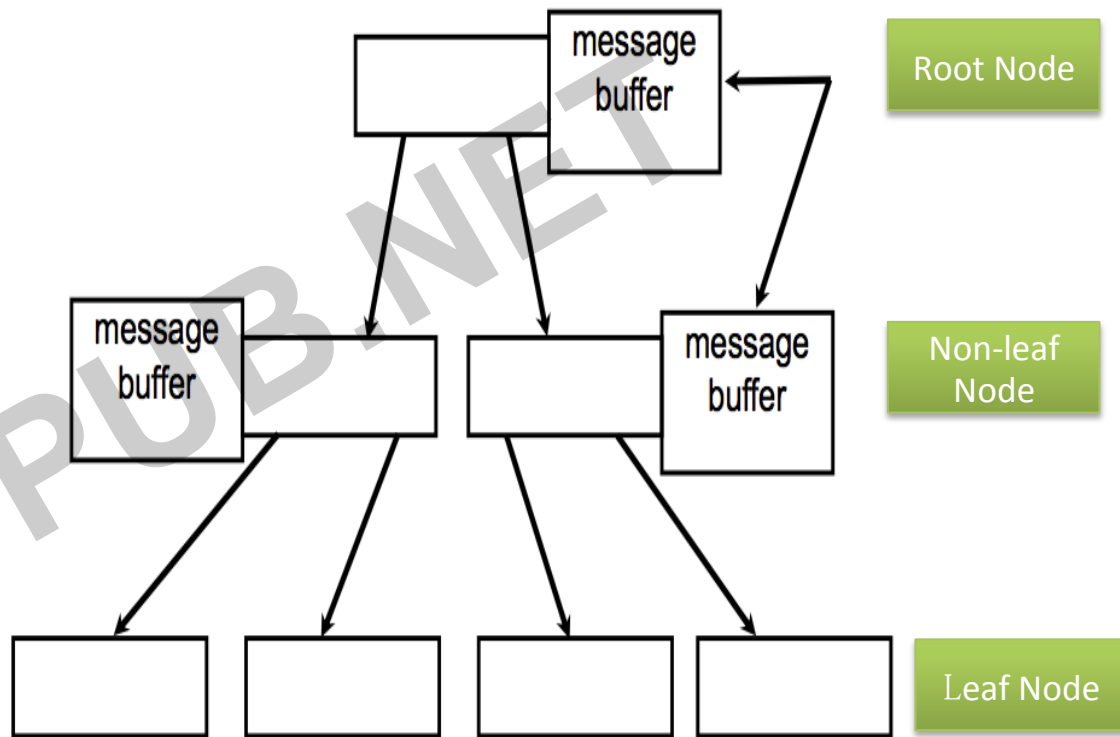 message
buffer
Root Node
message
buffer
message
buffer
Non-leaf
Node
Leaf Node
PUB.NET